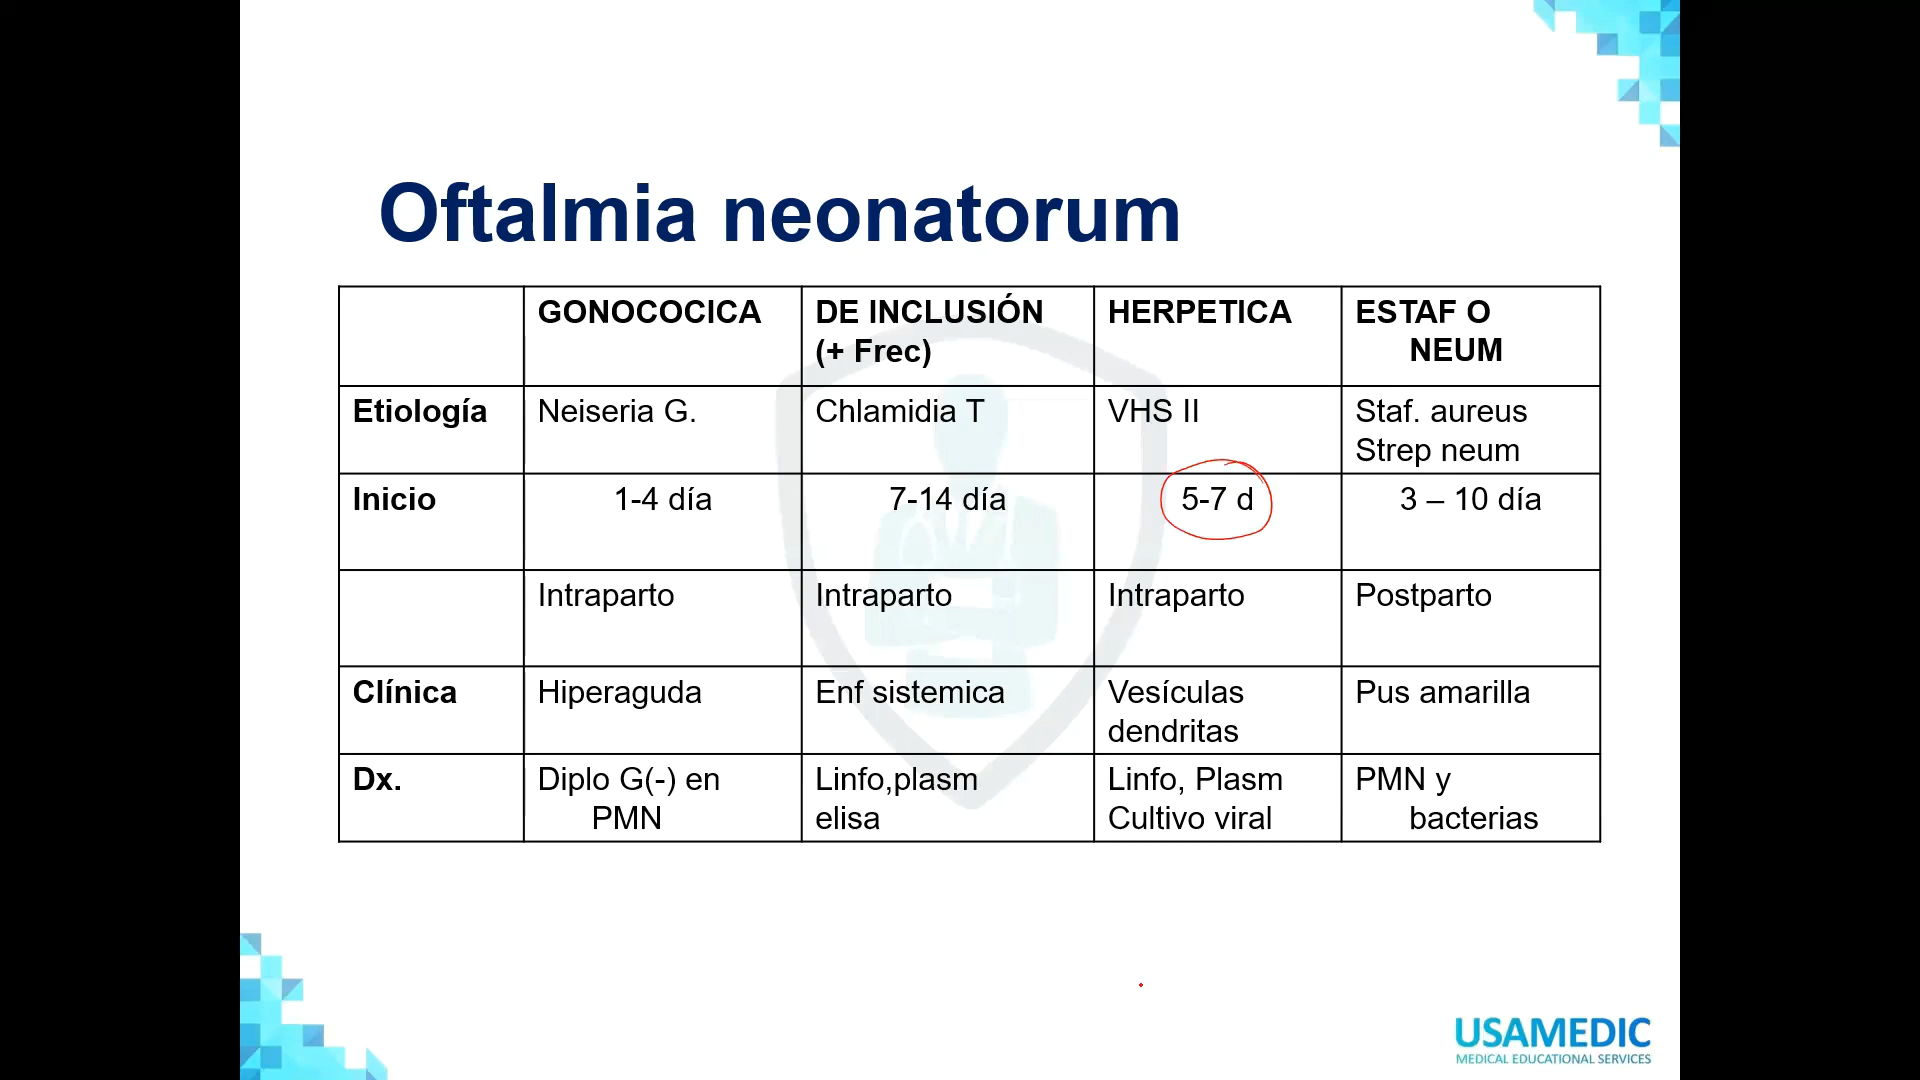 Oftalmia neonatorum
GONOCOCICA
DE INCLUSIÓN
(+ Frec)
HERPETICA
ESTAF O
NEUM
Etiología
Neiseria G.
Chlamidia T
VHS II
Staf. aureus
Strep neum
Inicio
1-4 día
7-14 día
5-7 d
3 – 10 día
Intraparto
Intraparto
Intraparto
Postparto
Clínica
Hiperaguda
Enf sistemica
Vesículas
dendritas
Pus amarilla
Dx.
Diplo G(-) en
PMN
Linfo,plasm
elisa
Linfo, Plasm
Cultivo viral
PMN y
bacterias
USAMEDIC
MEDICAL EDUCATIONAL SERVICES